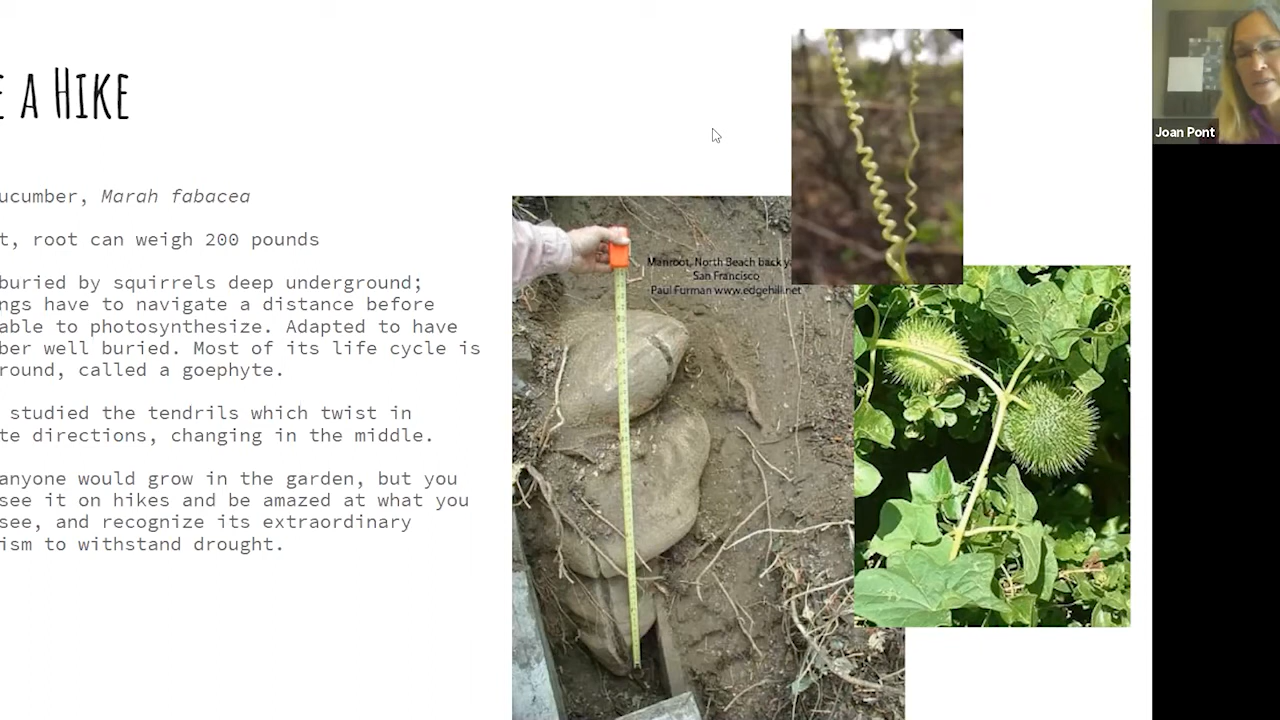 E A HIKE
ucumber, Marah fabacea
t, root can weigh 200 pounds
buried by squirrels deep underground;
ngs have to navigate a distance before
able to photosynthesize. Adapted to have
ber well buried. Most of its life cycle is
round, called a goephyte.
studied the tendrils which twist in
te directions, changing in the middle.
anyone would grow in the garden, but you
see it on hikes and be amazed at what you
see, and recognize its extraordinary
ism to withstand drought.
Manroot, North Beach back ya
San Francisco
Paul Furman www.edgehill.net
Joan Pont